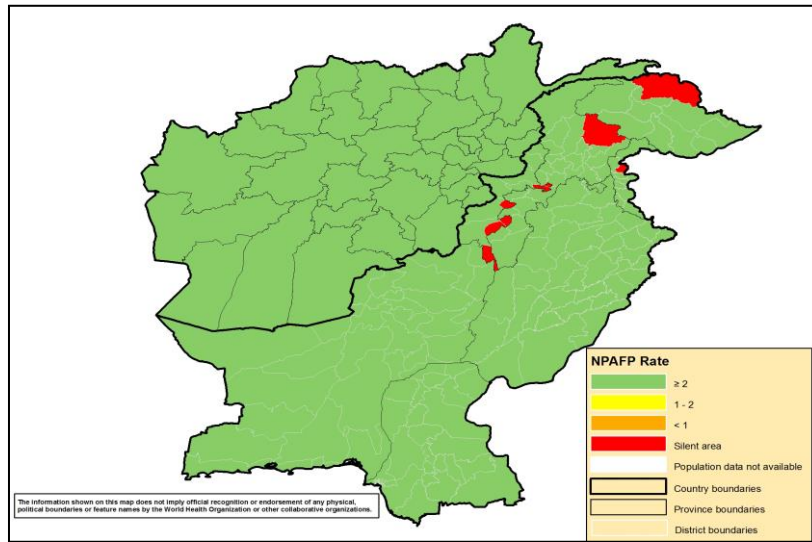 NPAFP Rate
≥ 2
1 - 2
< 1
Silent area
Population data not available
Country boundaries
Province boundaries
District boundaries
The information shown on this map does not imply official recognition or endorsement of any physical,
political boundaries or feature names by the World Health Organization or other collaborative organizations.